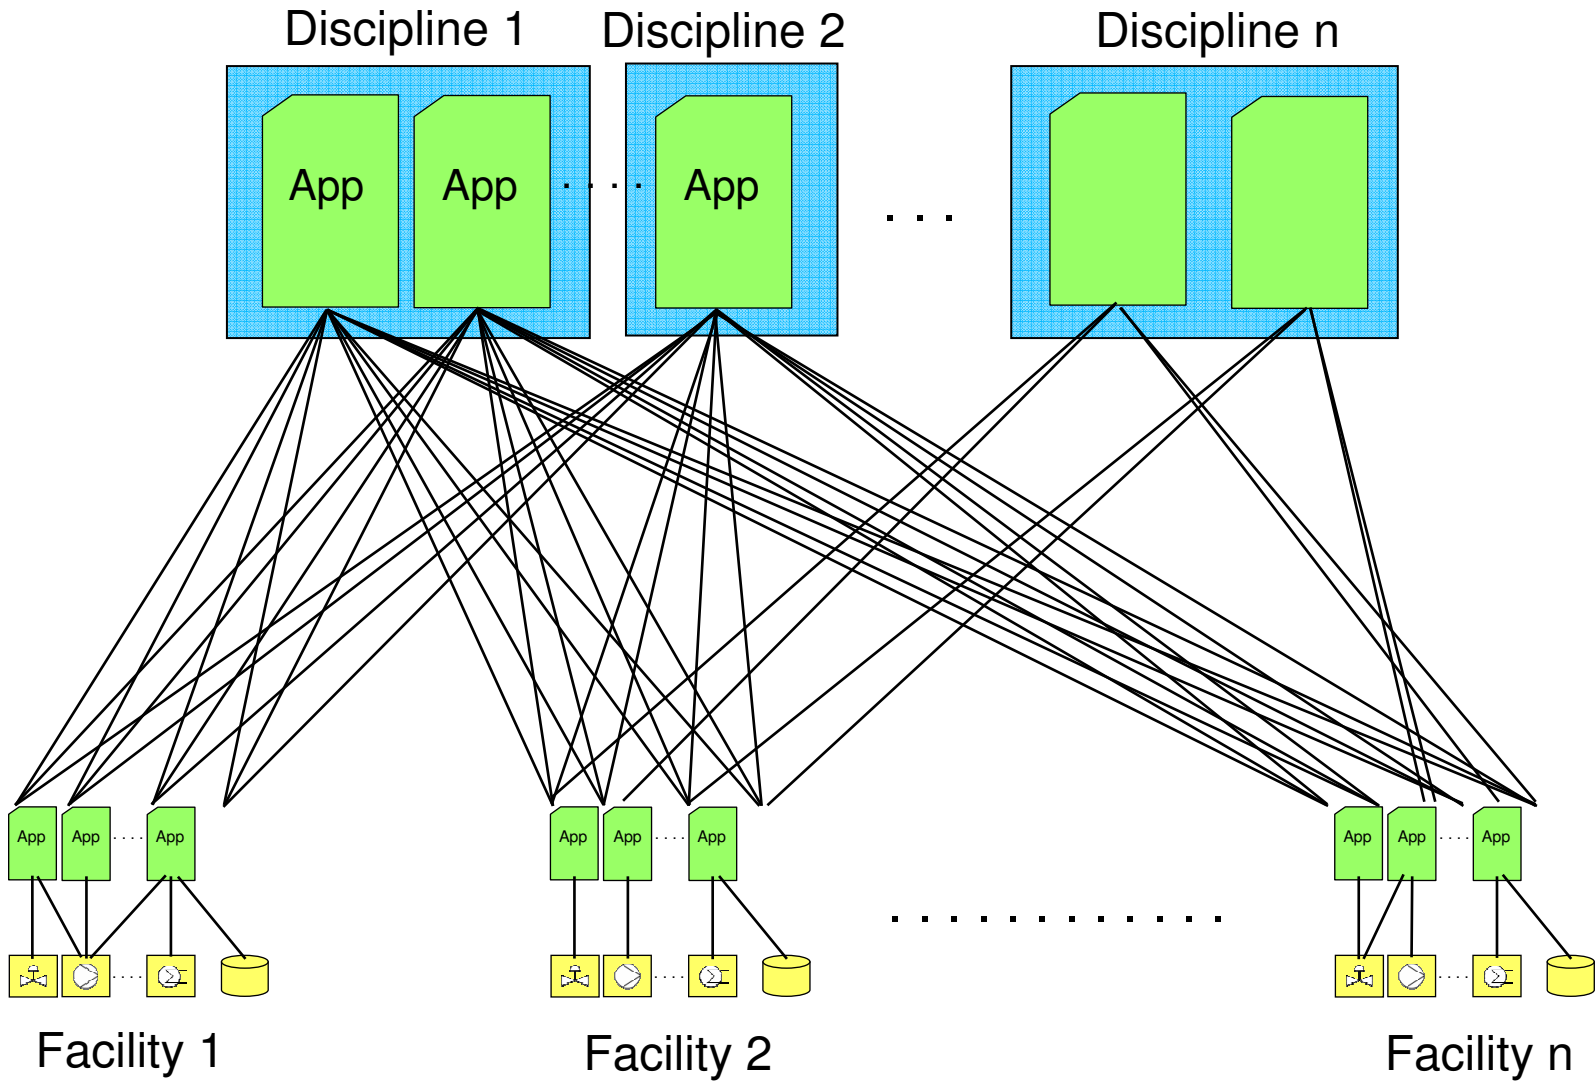 Discipline 1
Discipline 2
Discipline n
App
App
. . . .
App
. . .
App
App
. . . .
App
App
App
. . . .
App
App
App
. . . .
App
. . . . . . . . . . . .
. . . .
. . . .
. . . .
Facility 1
Facility 2
Facility n